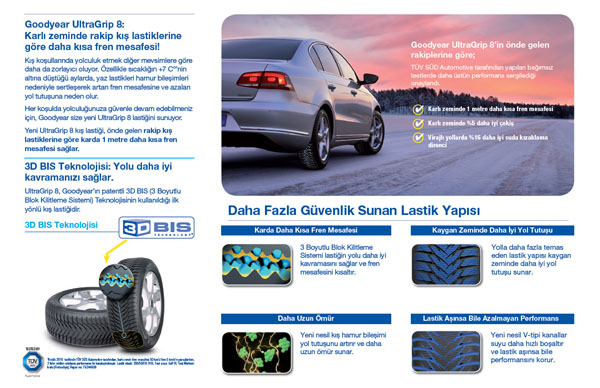 Goodyear UltraGrip 8:
Karlı zeminde rakip kış lastiklerine
göre daha kısa fren mesafesi!
Kış koşullarında yolculuk etmek diğer mevsimlere göre
daha da zorlayıcı oluyor. Özellikle sıcaklığın +7 C°'nin
altına düştüğü aylarda, yaz lastikleri hamur bileşimleri
nedeniyle sertleşerek artan fren mesafesine ve azalan
yol tutuşuna neden olur.
Her koşulda yolculuğunuza güvenle devam edebilmeniz
için, Goodyear size yeni UltraGrip 8 lastiğini sunuyor.
Yeni UltraGrip 8 kış lastiği, önde gelen rakip kış
lastiklerine göre karda 1 metre daha kısa fren
mesafesi sağlar.
3D BIS Teknolojisi: Yolu daha iyi
kavramanızı sağlar.
UltraGrip 8, Goodyear'ın patentli 3D BIS (3 Boyutlu
Blok Kilitleme Sistemi) Teknolojisinin kullanıldığı ilk
yönlü kış lastiğidir.
3D BIS Teknolojisi
3D BIS
TECHNOLOGY
TÜV
Goodyear UltraGrip 8'in önde gelen
rakiplerine göre;
TÜV SÜD Automotive tarafından yapılan bağımsız
testlerde daha üstün performans sergilediği
onaylandı.
Karlı zeminde 1 metre daha kısa fren mesafesi
Karlı zeminde %5 daha iyi çekiş
Virajlı yollarda %16 daha iyi suda kızaklama
direnci
Daha Fazla Güvenlik Sunan Lastik Yapısı
Karda Daha Kısa Fren Mesafesi
3 Boyutlu Blok Kilitleme
Sistemi lastiğin yolu daha iyi
kavramasını sağlar ve fren
mesafesini kısaltır.
Kaygan Zeminde Daha İyi Yol Tutuşu
Yolla daha fazla temas
eden lastik yapısı kaygan
zeminde daha iyi yol
tutuşu sunar.
Daha Uzun Ömür
Yeni nesil kış hamur bileşimi
yol tutuşunu artırır ve daha
uzun ömür sunar.
Lastik Aşınsa Bile Azalmayan Performans
Yeni nesil V-tipi kanallar
suyu daha hızlı boşaltır
ve lastik aşınsa bile
performansını korur.